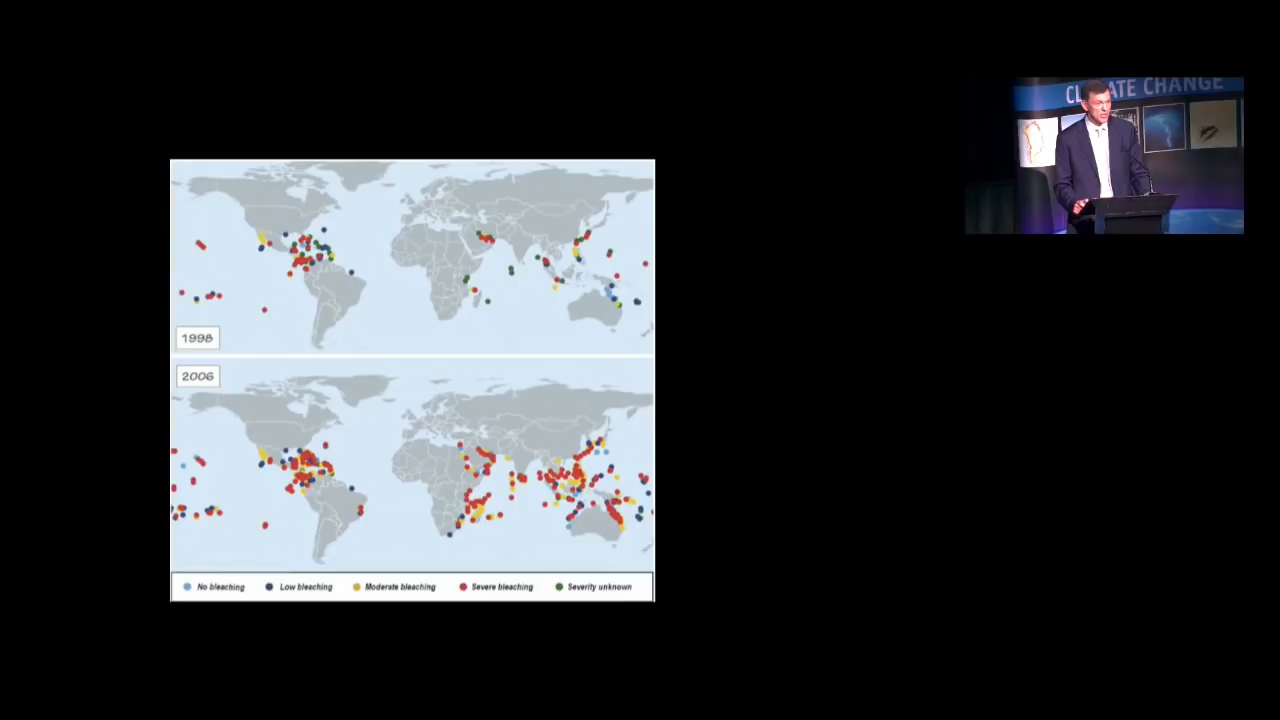 CLIMATE CHANGE
1998
2006
No bleaching
Low bleaching
Moderate bleaching
Severe bleaching
Severity unknown